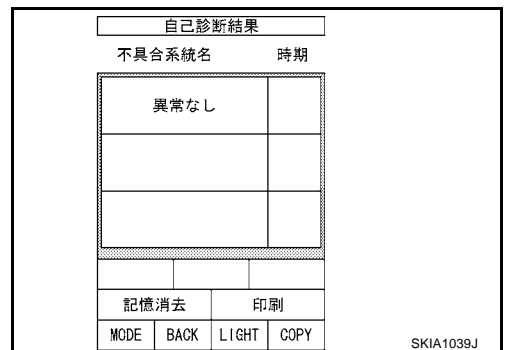 自己診断結果
不具合系統名 時期
異常なし
記憶消去 印刷
MODE BACK LIGHT COPY
SKIA1039J